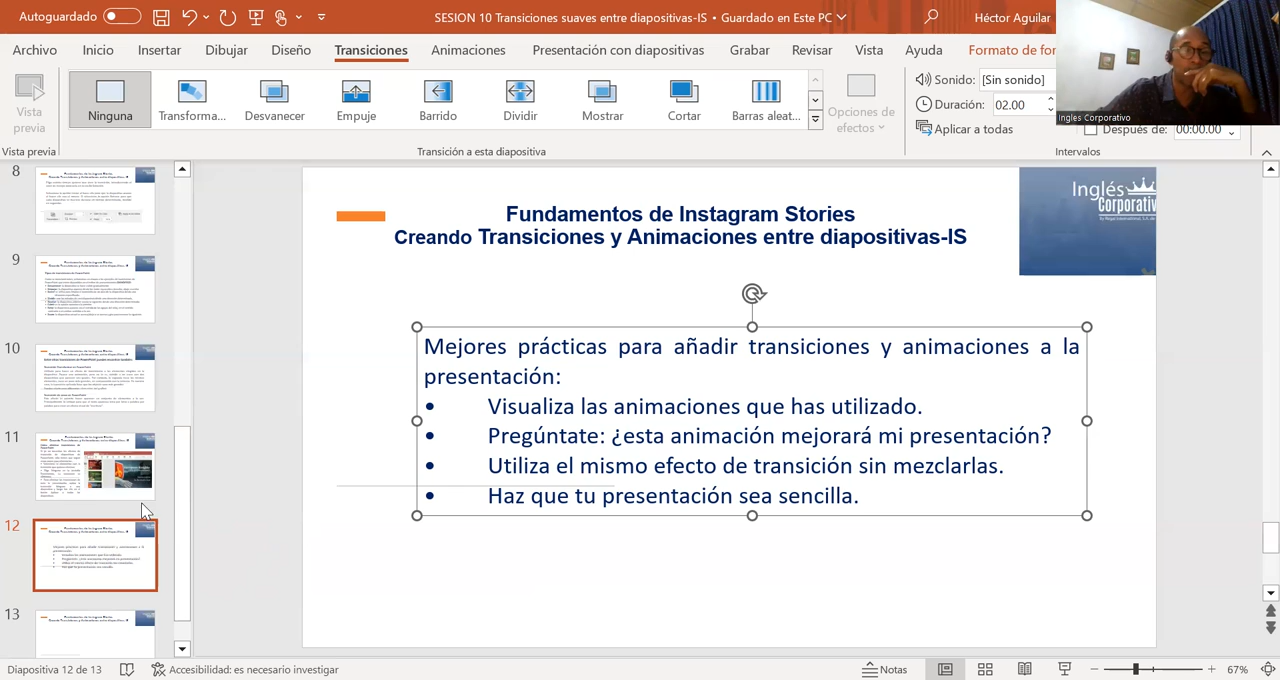 Autoguardado
SESION 10 Transiciones suaves entre diapositivas-IS • Guardado en Este PC
Héctor Aguilar
Archivo Inicio Insertar Dibujar Diseño Transiciones Animaciones Presentación con diapositivas Grabar Revisar Vista Ayuda Formato de for
Vista previa
Ninguna Transforma... Desvanecer Empuje Barrido Dividir Mostrar Cortar Barras aleat...
Opciones de efectos
Sonido: [Sin sonido]
Duración: 02.00
Aplicar a todas
Después de: 00:00.00
Ingles Corporativo
Vista previa
Transición a esta diapositiva
Intervalos
8
9
10
11
12
13
Inglés
Corporativ
Fundamentos de Instagram Stories
Creando Transiciones y Animaciones entre diapositivas-IS
Mejores prácticas para añadir transiciones y animaciones a la
presentación:
• Visualiza las animaciones que has utilizado.
• Pregúntate: ¿esta animación mejorará mi presentación?
• Utiliza el mismo efecto de transición sin mezclarlas.
• Haz que tu presentación sea sencilla.
Diapositiva 12 de 13
Accesibilidad: es necesario investigar
Notas
67%